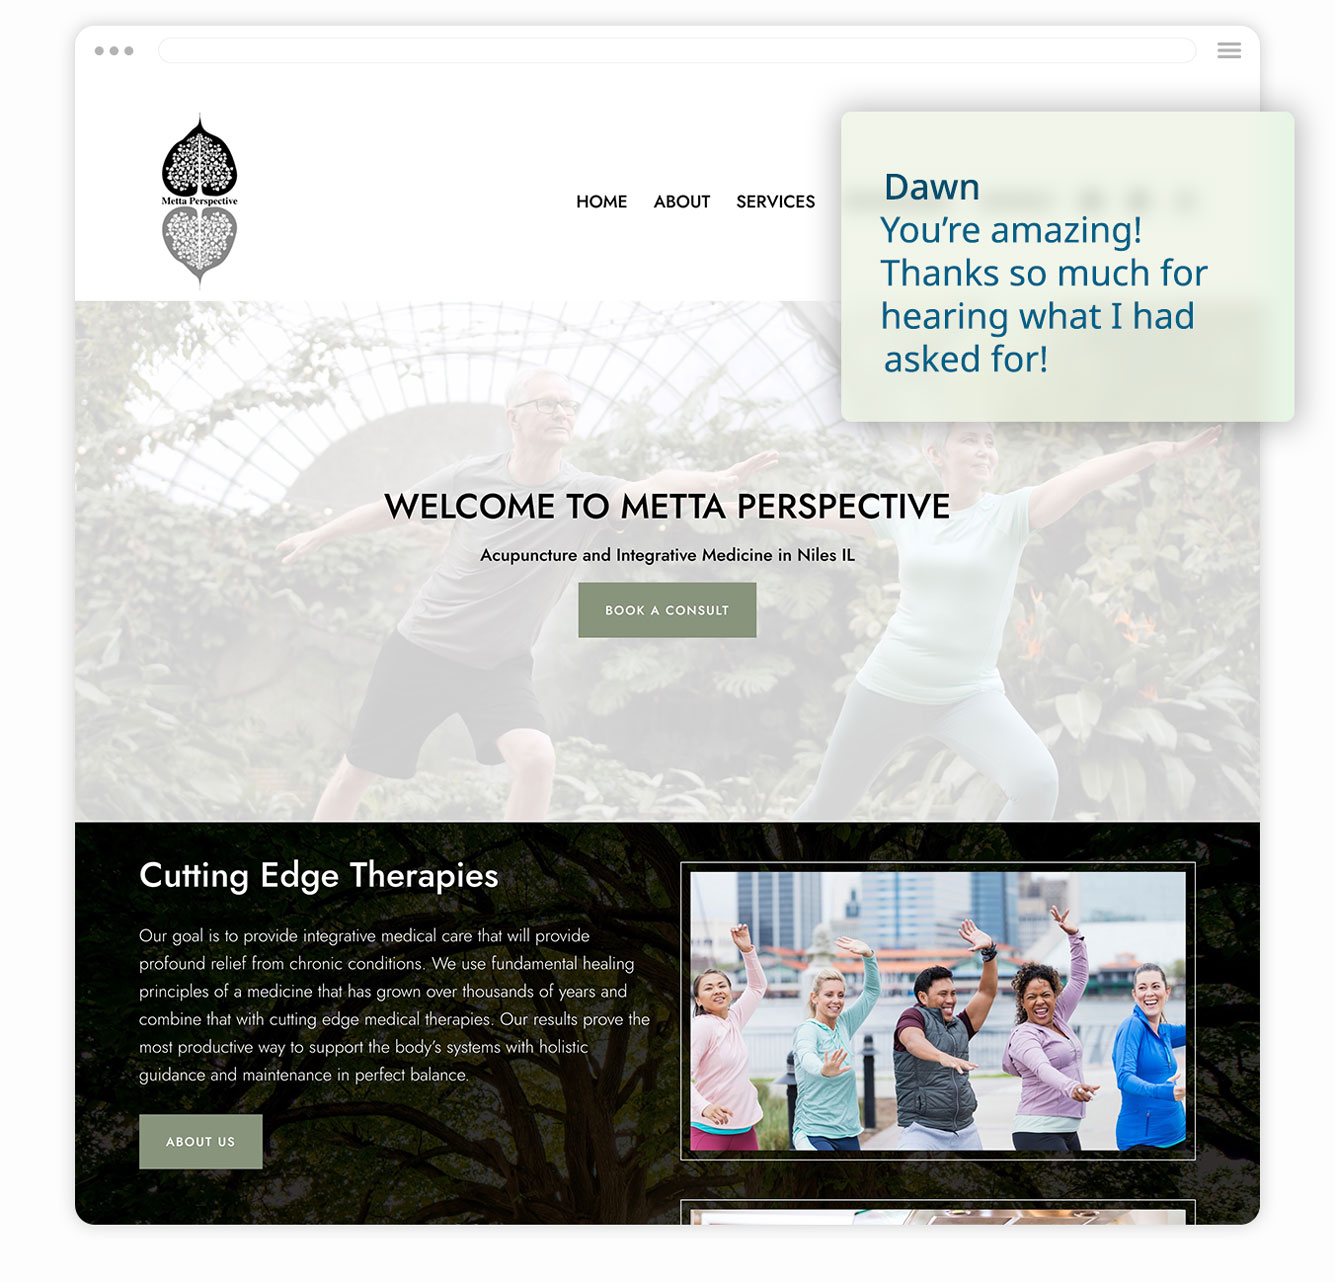 Metta Perspective
HOME ABOUT SERVICES
Dawn
You’re amazing!
Thanks so much for
hearing what I had
asked for!
WELCOME TO METTA PERSPECTIVE
Acupuncture and Integrative Medicine in Niles IL
BOOK A CONSULT
Cutting Edge Therapies
Our goal is to provide integrative medical care that will provide
profound relief from chronic conditions. We use fundamental healing
principles of a medicine that has grown over thousands of years and
combine that with cutting edge medical therapies. Our results prove the
most productive way to support the body’s systems with holistic
guidance and maintenance in perfect balance.
ABOUT US